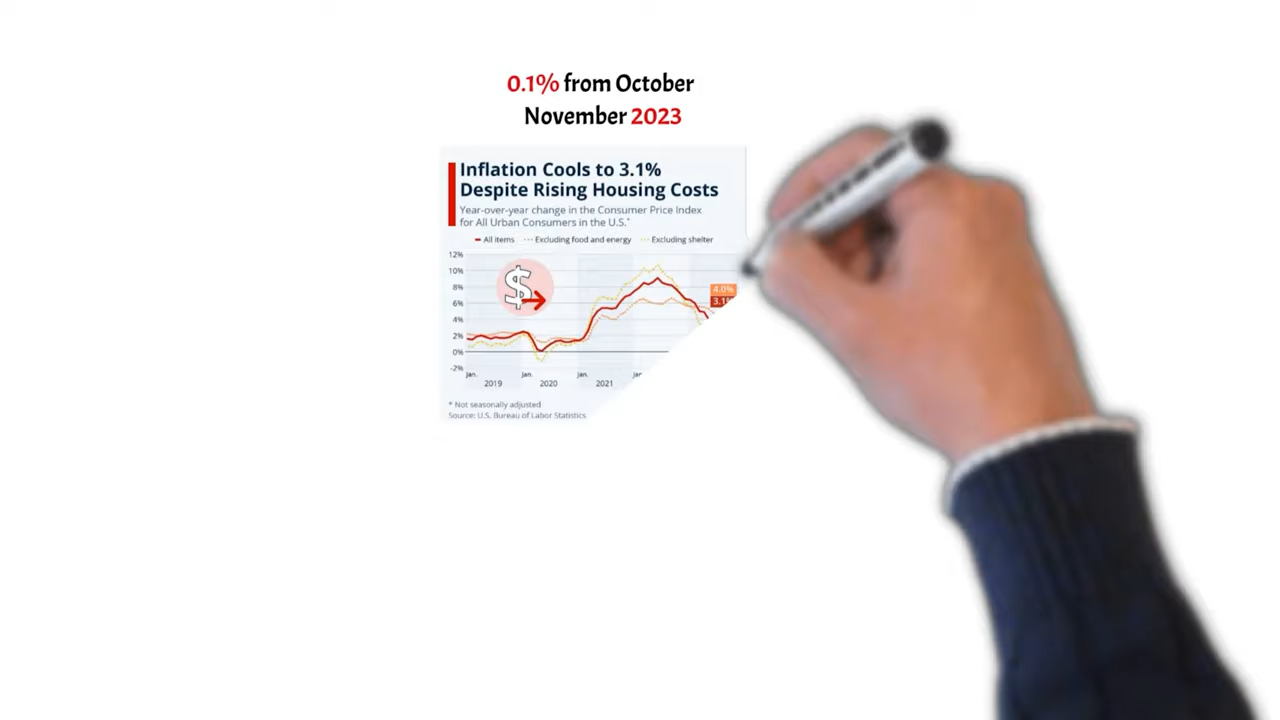 0.1% from October
November 2023
Inflation Cools to 3.1%
Despite Rising Housing Costs
Year-over-year change in the Consumer Price Index
for All Urban Consumers in the U.S.*
All items Excluding food and energy Excluding shelter
12%
10%
8%
6%
4%
2%
0%
-2%
4.0%
3.1%
Jan. Jan. Jan.
2019 2020 2021
* Not seasonally adjusted
Source: U.S. Bureau of Labor Statistics